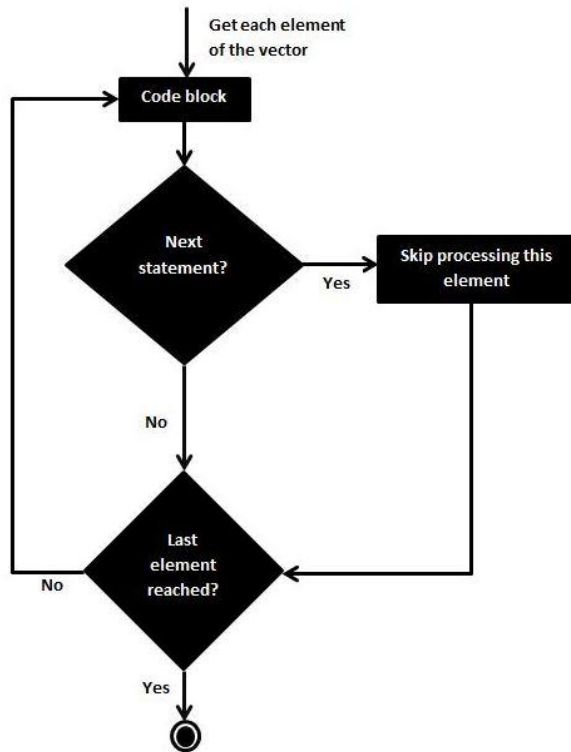 Get each element
of the vector
Code block
Next
statement?
Yes
Skip processing this
element
No
Last
element
reached?
No
Yes